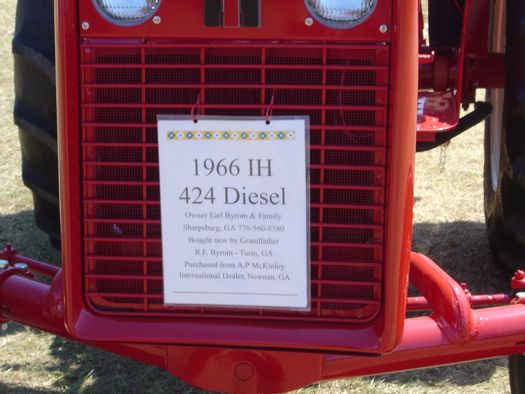 1966 IH
424 Diesel
Owner Earl Byrom & Family
Sharpsburg, GA 770-560-8580
Bought new by Grandfather
R.F. Byrom - Turin, GA
Purchased from A.P McKinley
International Dealer, Newnan, GA